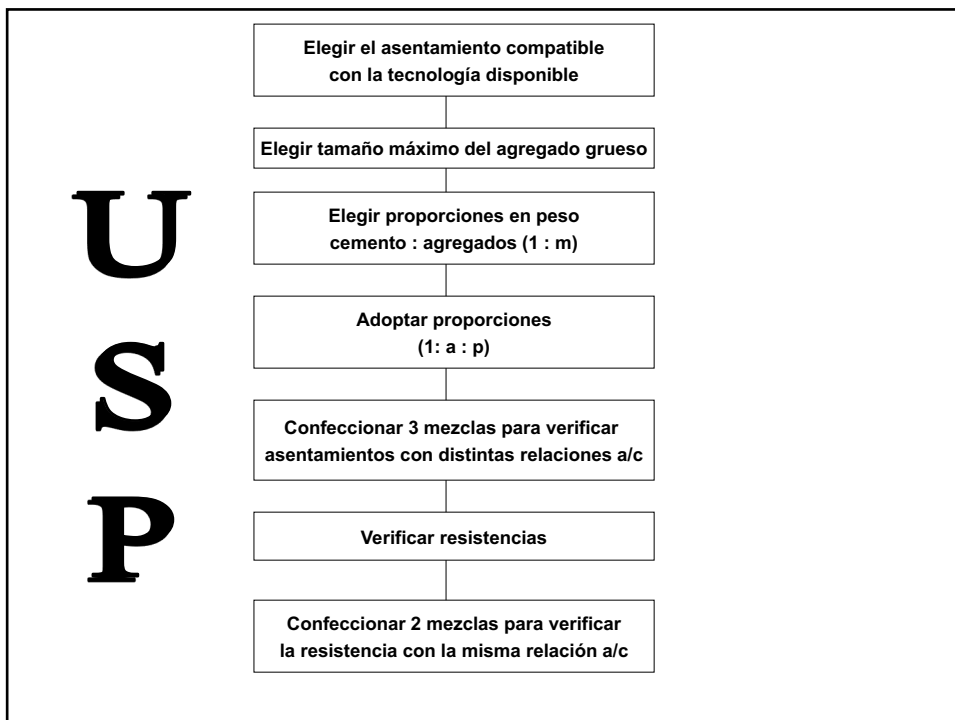 Elegir el asentamiento compatible
con la tecnología disponible
Elegir tamaño máximo del agregado grueso
Elegir proporciones en peso
cemento : agregados (1 : m)
Adoptar proporciones
(1: a : p)
Confeccionar 3 mezclas para verificar
asentamientos con distintas relaciones a/c
Verificar resistencias
Confeccionar 2 mezclas para verificar
la resistencia con la misma relación a/c
U
S
P